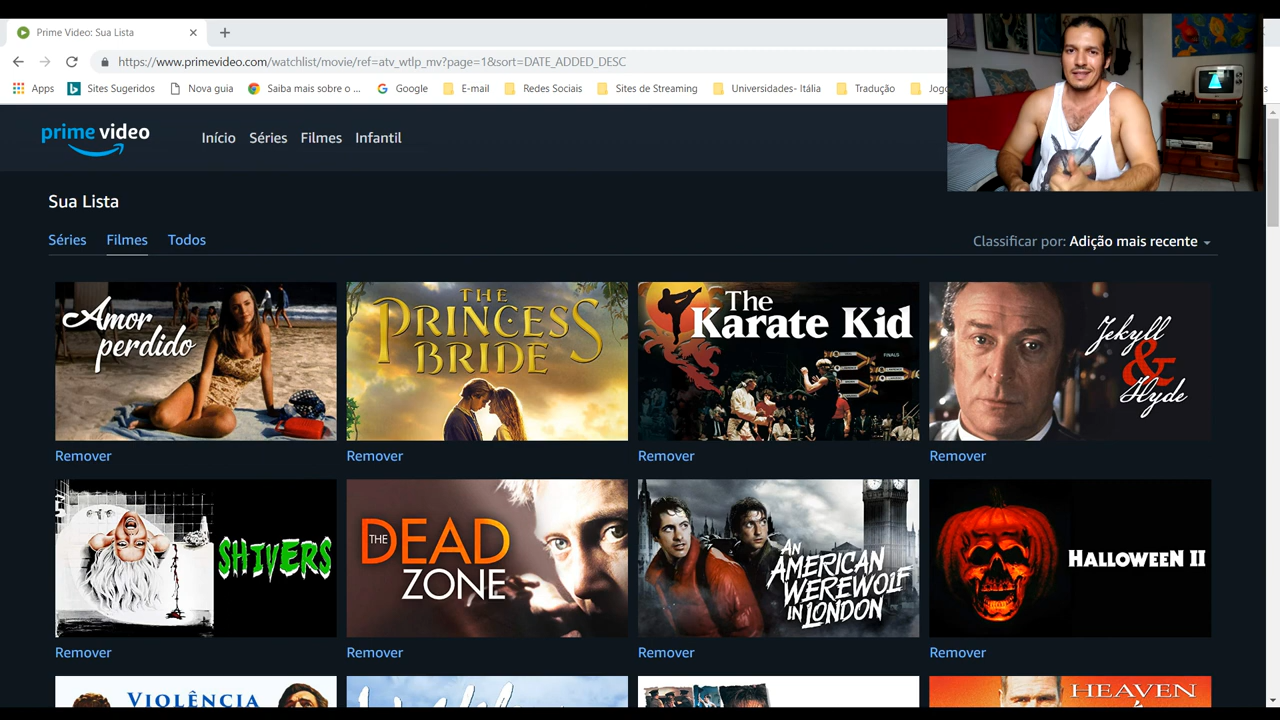 Prime Video: Sua Lista
https://www.primevideo.com/watchlist/movie/ref=atv_wtlp_mv?page=1&sort=DATE_ADDED_DESC
Apps
Sites Sugeridos
Nova guia
Saiba mais sobre o ...
Google
E-mail
Redes Sociais
Sites de Streaming
Universidades- Itália
Tradução
prime video
Início
Séries
Filmes
Infantil
Sua Lista
Séries
Filmes
Todos
Classificar por: Adição mais recente
Amor
perdido
THE
PRINCESS
BRIDE
The
Karate Kid
FINALS
Jekyll
&
Hyde
Remover
Remover
Remover
Remover
SHIVERS
THE DEAD
ZONE
AN
AMERICAN
WEREWOLF
IN LONDON
HALLOWEEN II
Remover
Remover
Remover
Remover
VIOLÊNCIA
HEAVEN